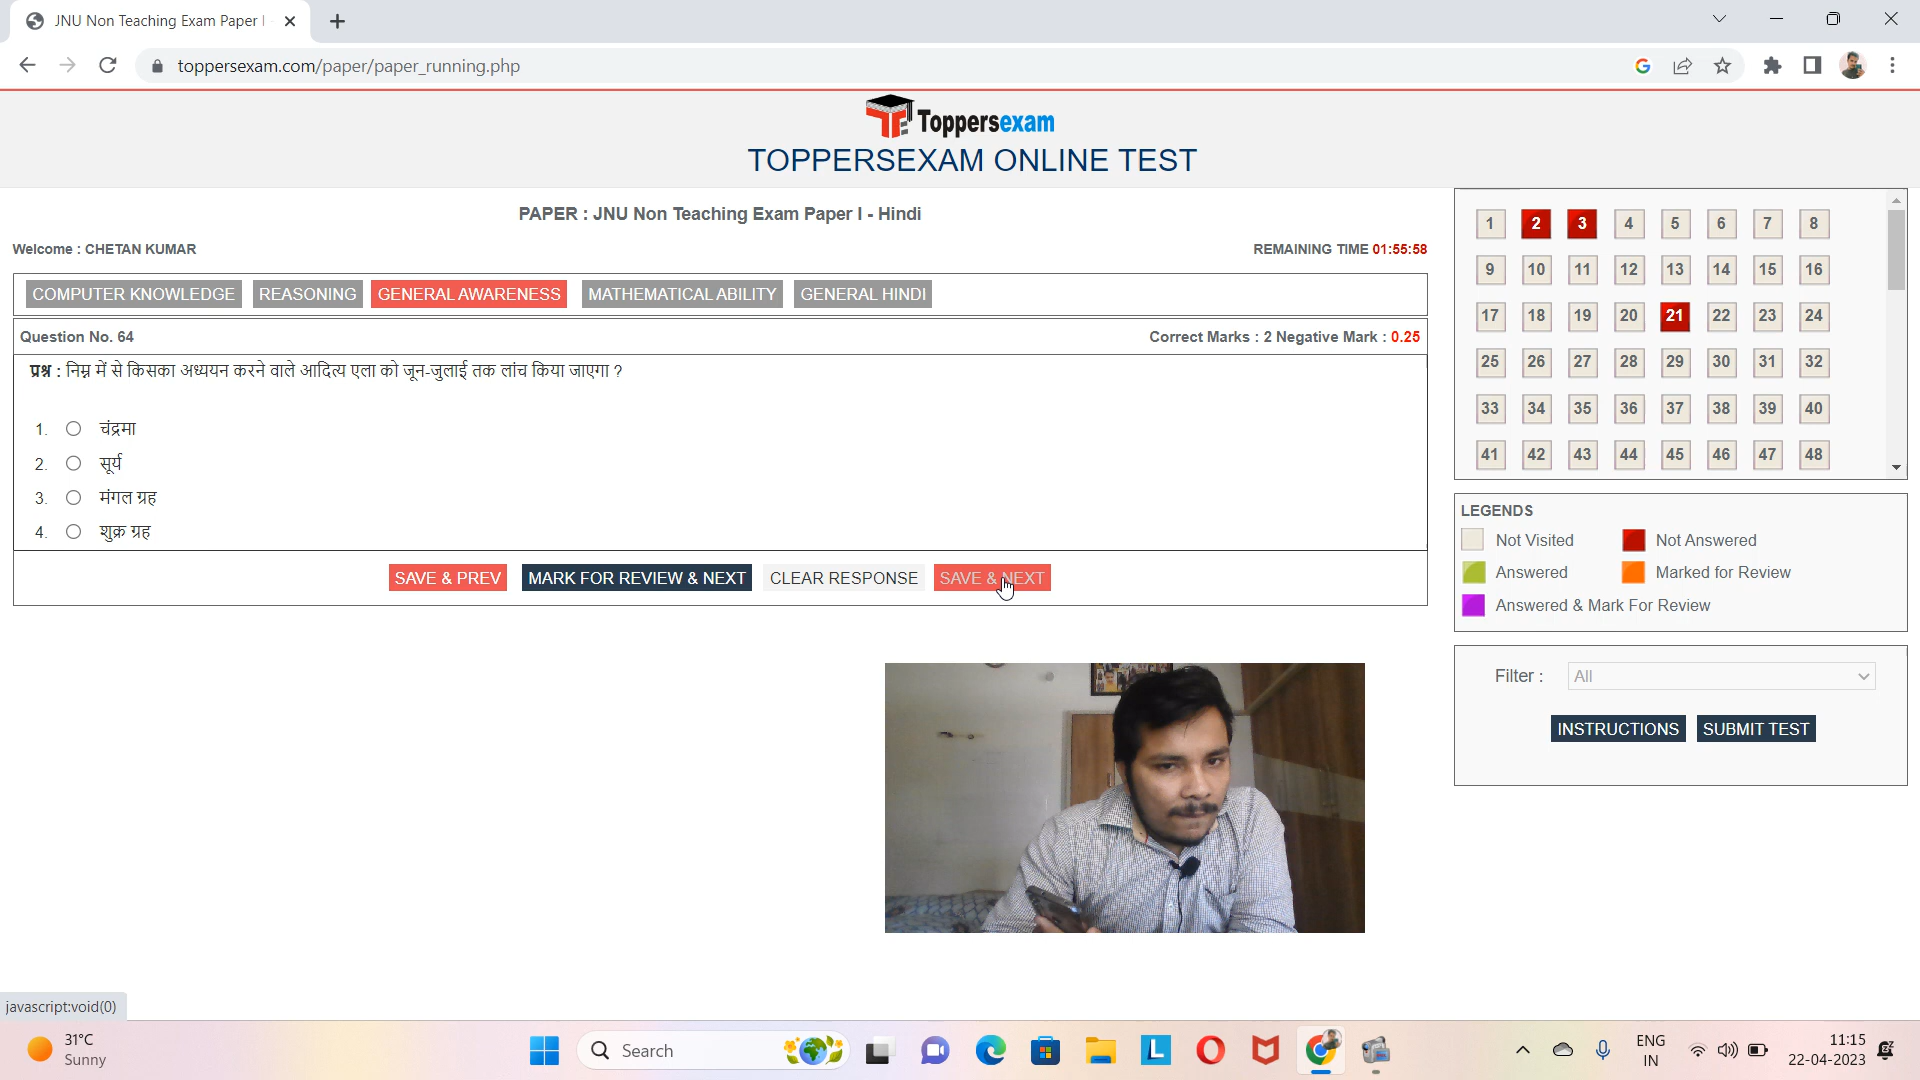 JNU Non Teaching Exam Paper I
toppersexam.com/paper/paper_running.php
Toppersexam
TOPPERSEXAM ONLINE TEST
PAPER : JNU Non Teaching Exam Paper I - Hindi
Welcome : CHETAN KUMAR
REMAINING TIME 01:55:58
COMPUTER KNOWLEDGE REASONING GENERAL AWARENESS MATHEMATICAL ABILITY GENERAL HINDI
Question No. 64
Correct Marks : 2 Negative Mark : 0.25
प्रश्न : निम्न में से किसका अध्ययन करने वाले आदित्य एला को जून-जुलाई तक लांच किया जाएगा ?
1. चंद्रमा
2. सूर्य
3. मंगल ग्रह
4. शुक्र ग्रह
SAVE & PREV MARK FOR REVIEW & NEXT CLEAR RESPONSE SAVE & NEXT
1 2 3 4 5 6 7 8
9 10 11 12 13 14 15 16
17 18 19 20 21 22 23 24
25 26 27 28 29 30 31 32
33 34 35 36 37 38 39 40
41 42 43 44 45 46 47 48
LEGENDS
Not Visited Not Answered
Answered Marked for Review
Answered & Mark For Review
Filter : All
INSTRUCTIONS SUBMIT TEST
javascript:void(0)
31°C
Sunny
Search
ENG
IN
11:15
22-04-2023